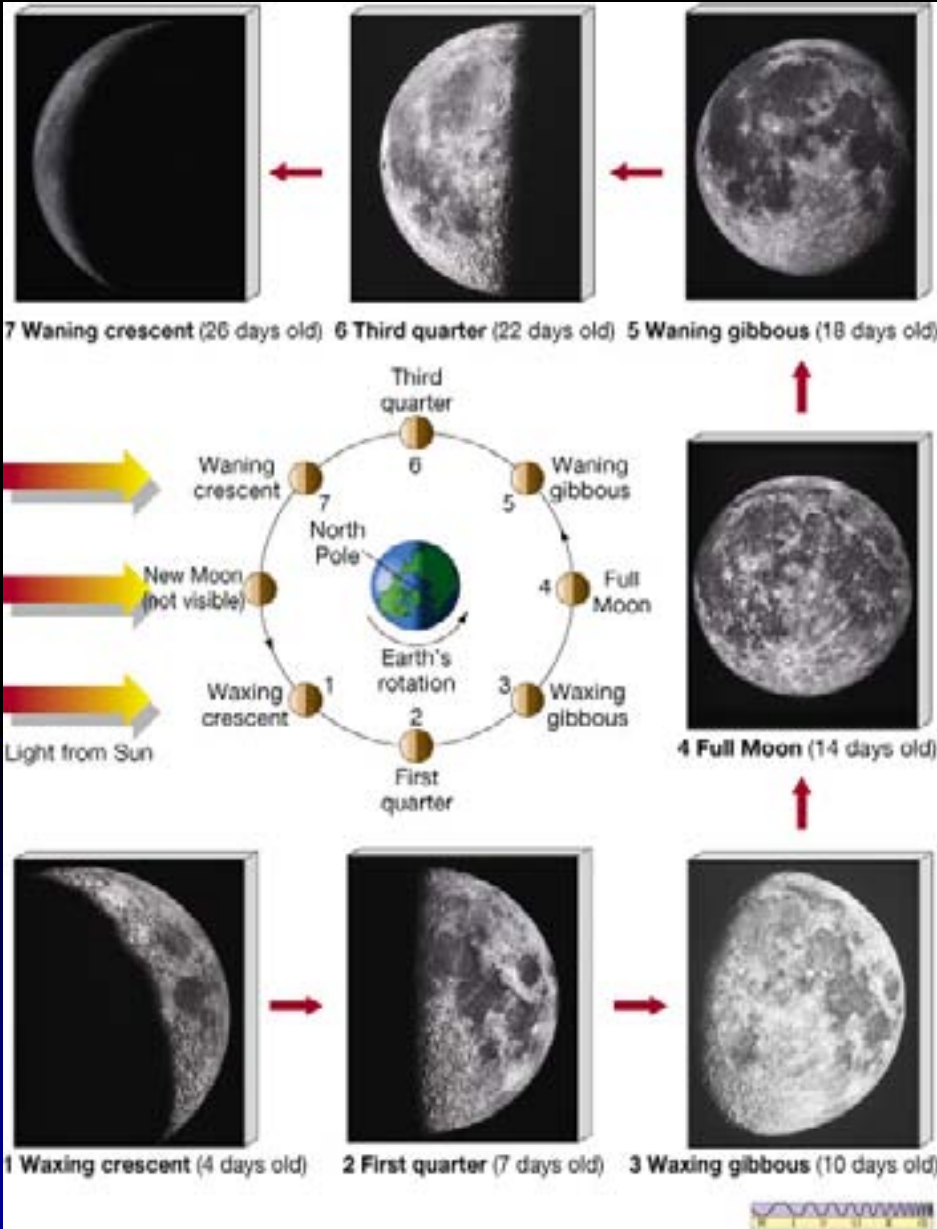 7 Waning crescent (26 days old)
6 Third quarter (22 days old)
5 Waning gibbous (18 days old)
Third
quarter
6
Waning
crescent
7
Waning
gibbous
5
North
Pole
New Moon
(not visible)
4
Full
Moon
Earth's
rotation
Waxing
crescent
1
2
3
Waxing
gibbous
First
quarter
Light from Sun
4 Full Moon (14 days old)
1 Waxing crescent (4 days old)
2 First quarter (7 days old)
3 Waxing gibbous (10 days old)